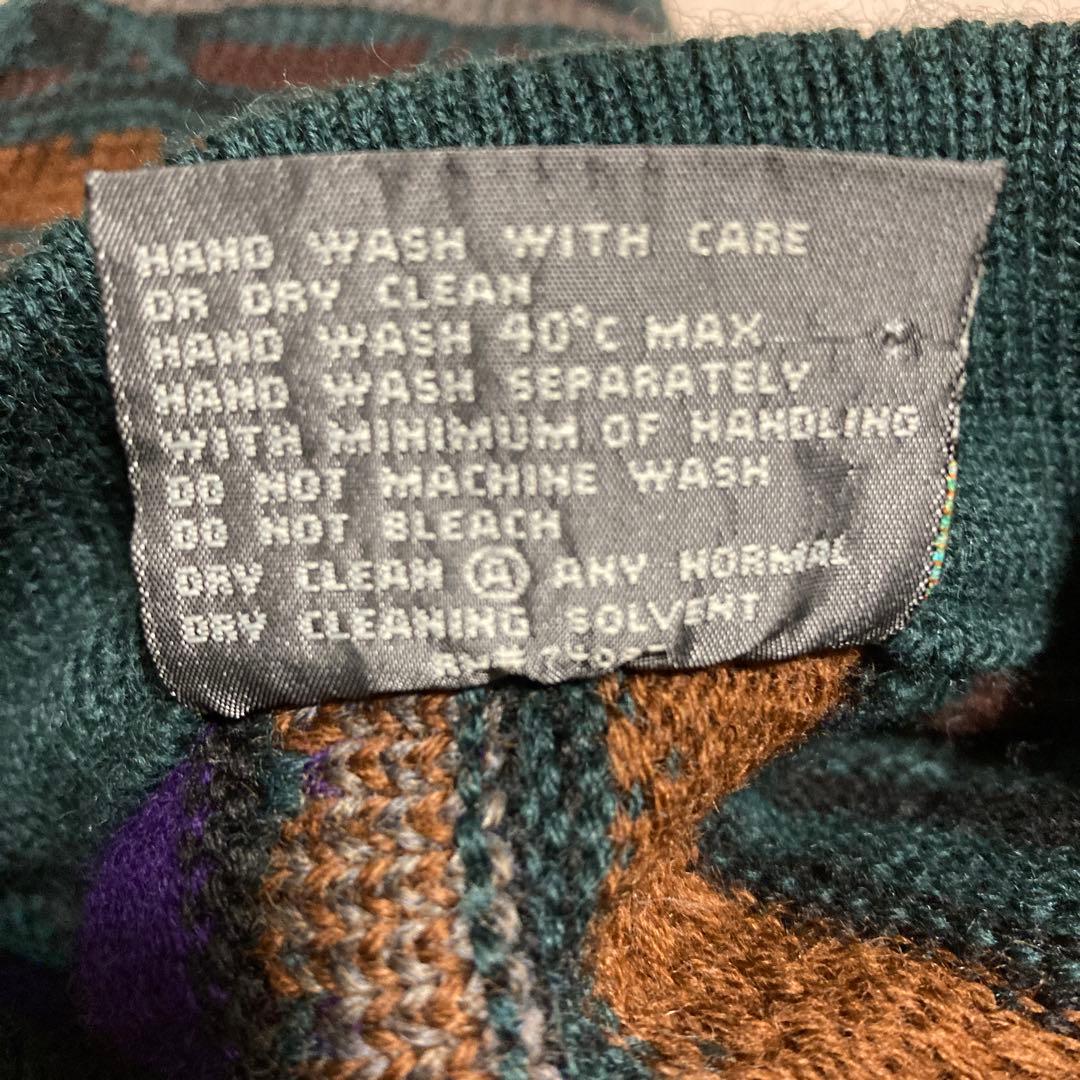 HAND WASH WITH CARE
OR DRY CLEAN
HAND WASH 40°C MAX
HAND WASH SEPARATELY
WITH MINIMUM OF HANDLING
DO NOT MACHINE WASH
DO NOT BLEACH
DRY CLEAN Ⓐ ANY NORMAL
DRY CLEANING SOLVENT